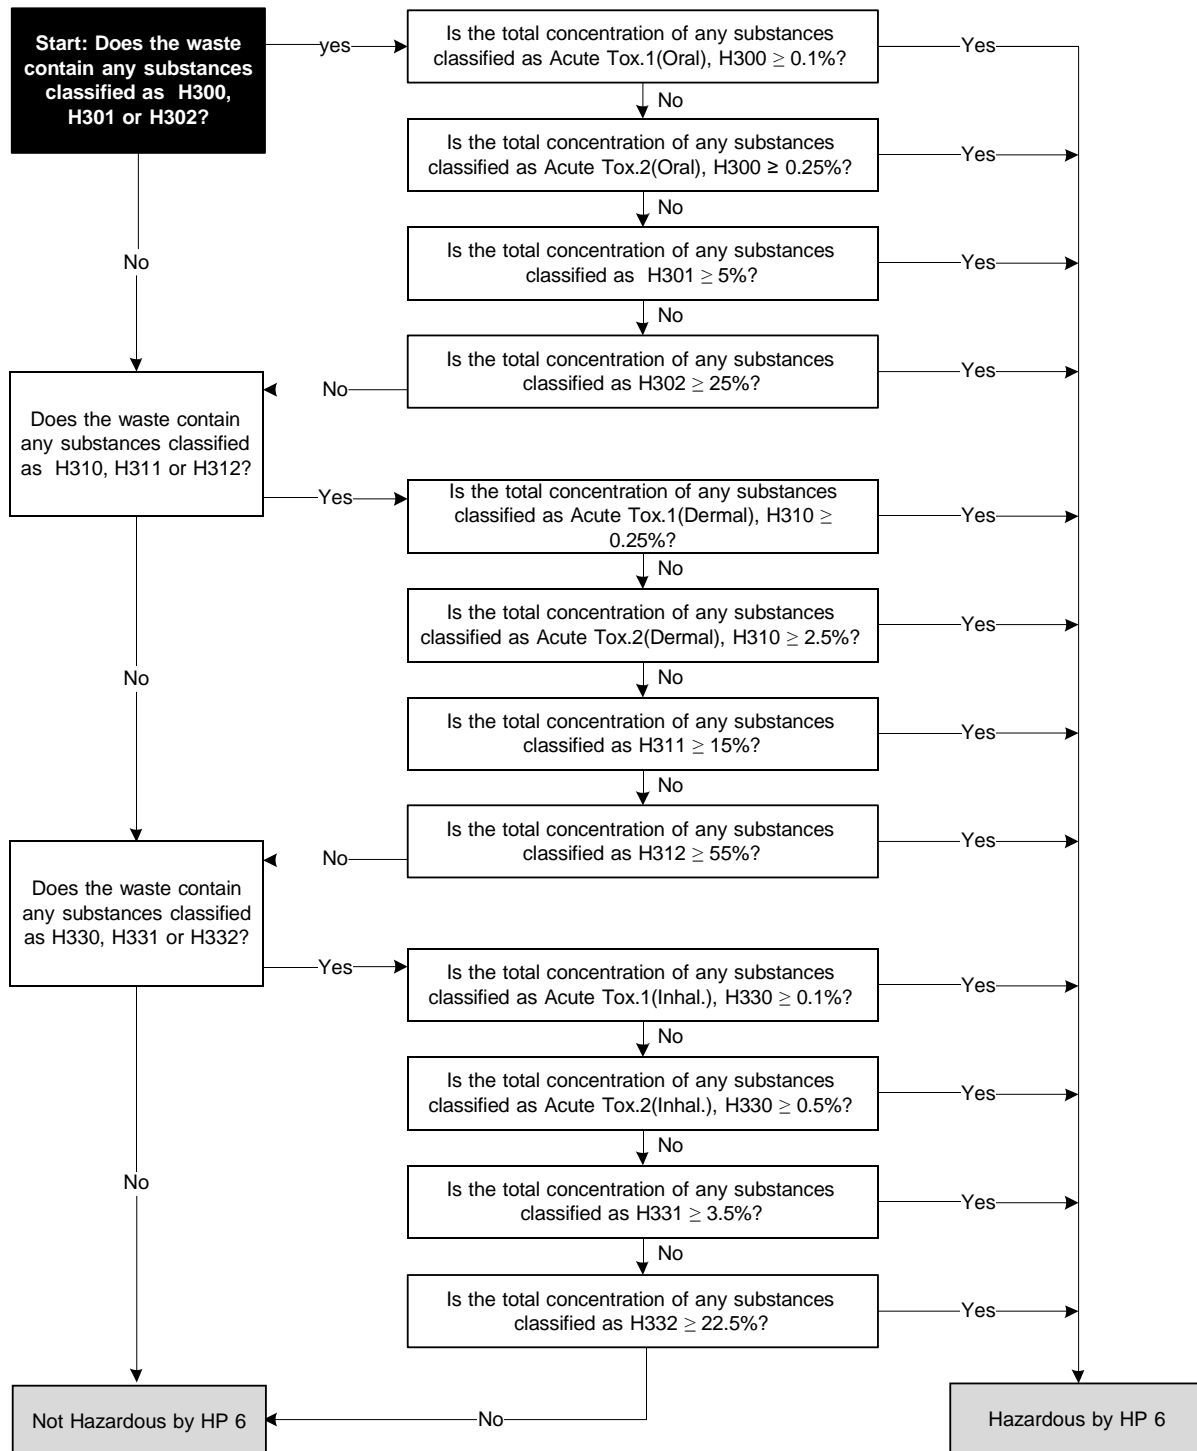 Start: Does the waste
contain any substances
classified as H300,
H301 or H302?
yes
Is the total concentration of any substances
classified as Acute Tox.1(Oral), H300 ≥ 0.1%?
Yes
No
Is the total concentration of any substances
classified as Acute Tox.2(Oral), H300 ≥ 0.25%?
Yes
No
Is the total concentration of any substances
classified as H301 ≥ 5%?
Yes
No
No
Is the total concentration of any substances
classified as H302 ≥ 25%?
Yes
No
Does the waste contain
any substances classified
as H310, H311 or H312?
Yes
Is the total concentration of any substances
classified as Acute Tox.1(Dermal), H310 ≥
0.25%?
Yes
No
Is the total concentration of any substances
classified as Acute Tox.2(Dermal), H310 ≥ 2.5%?
Yes
No
No
Is the total concentration of any substances
classified as H311 ≥ 15%?
Yes
No
Is the total concentration of any substances
classified as H312 ≥ 55%?
Yes
No
Does the waste contain
any substances classified
as H330, H331 or H332?
Yes
Is the total concentration of any substances
classified as Acute Tox.1(Inhal.), H330 ≥ 0.1%?
Yes
No
Is the total concentration of any substances
classified as Acute Tox.2(Inhal.), H330 ≥ 0.5%?
Yes
No
No
Is the total concentration of any substances
classified as H331 ≥ 3.5%?
Yes
No
Is the total concentration of any substances
classified as H332 ≥ 22.5%?
Yes
Not Hazardous by HP 6
No
Hazardous by HP 6